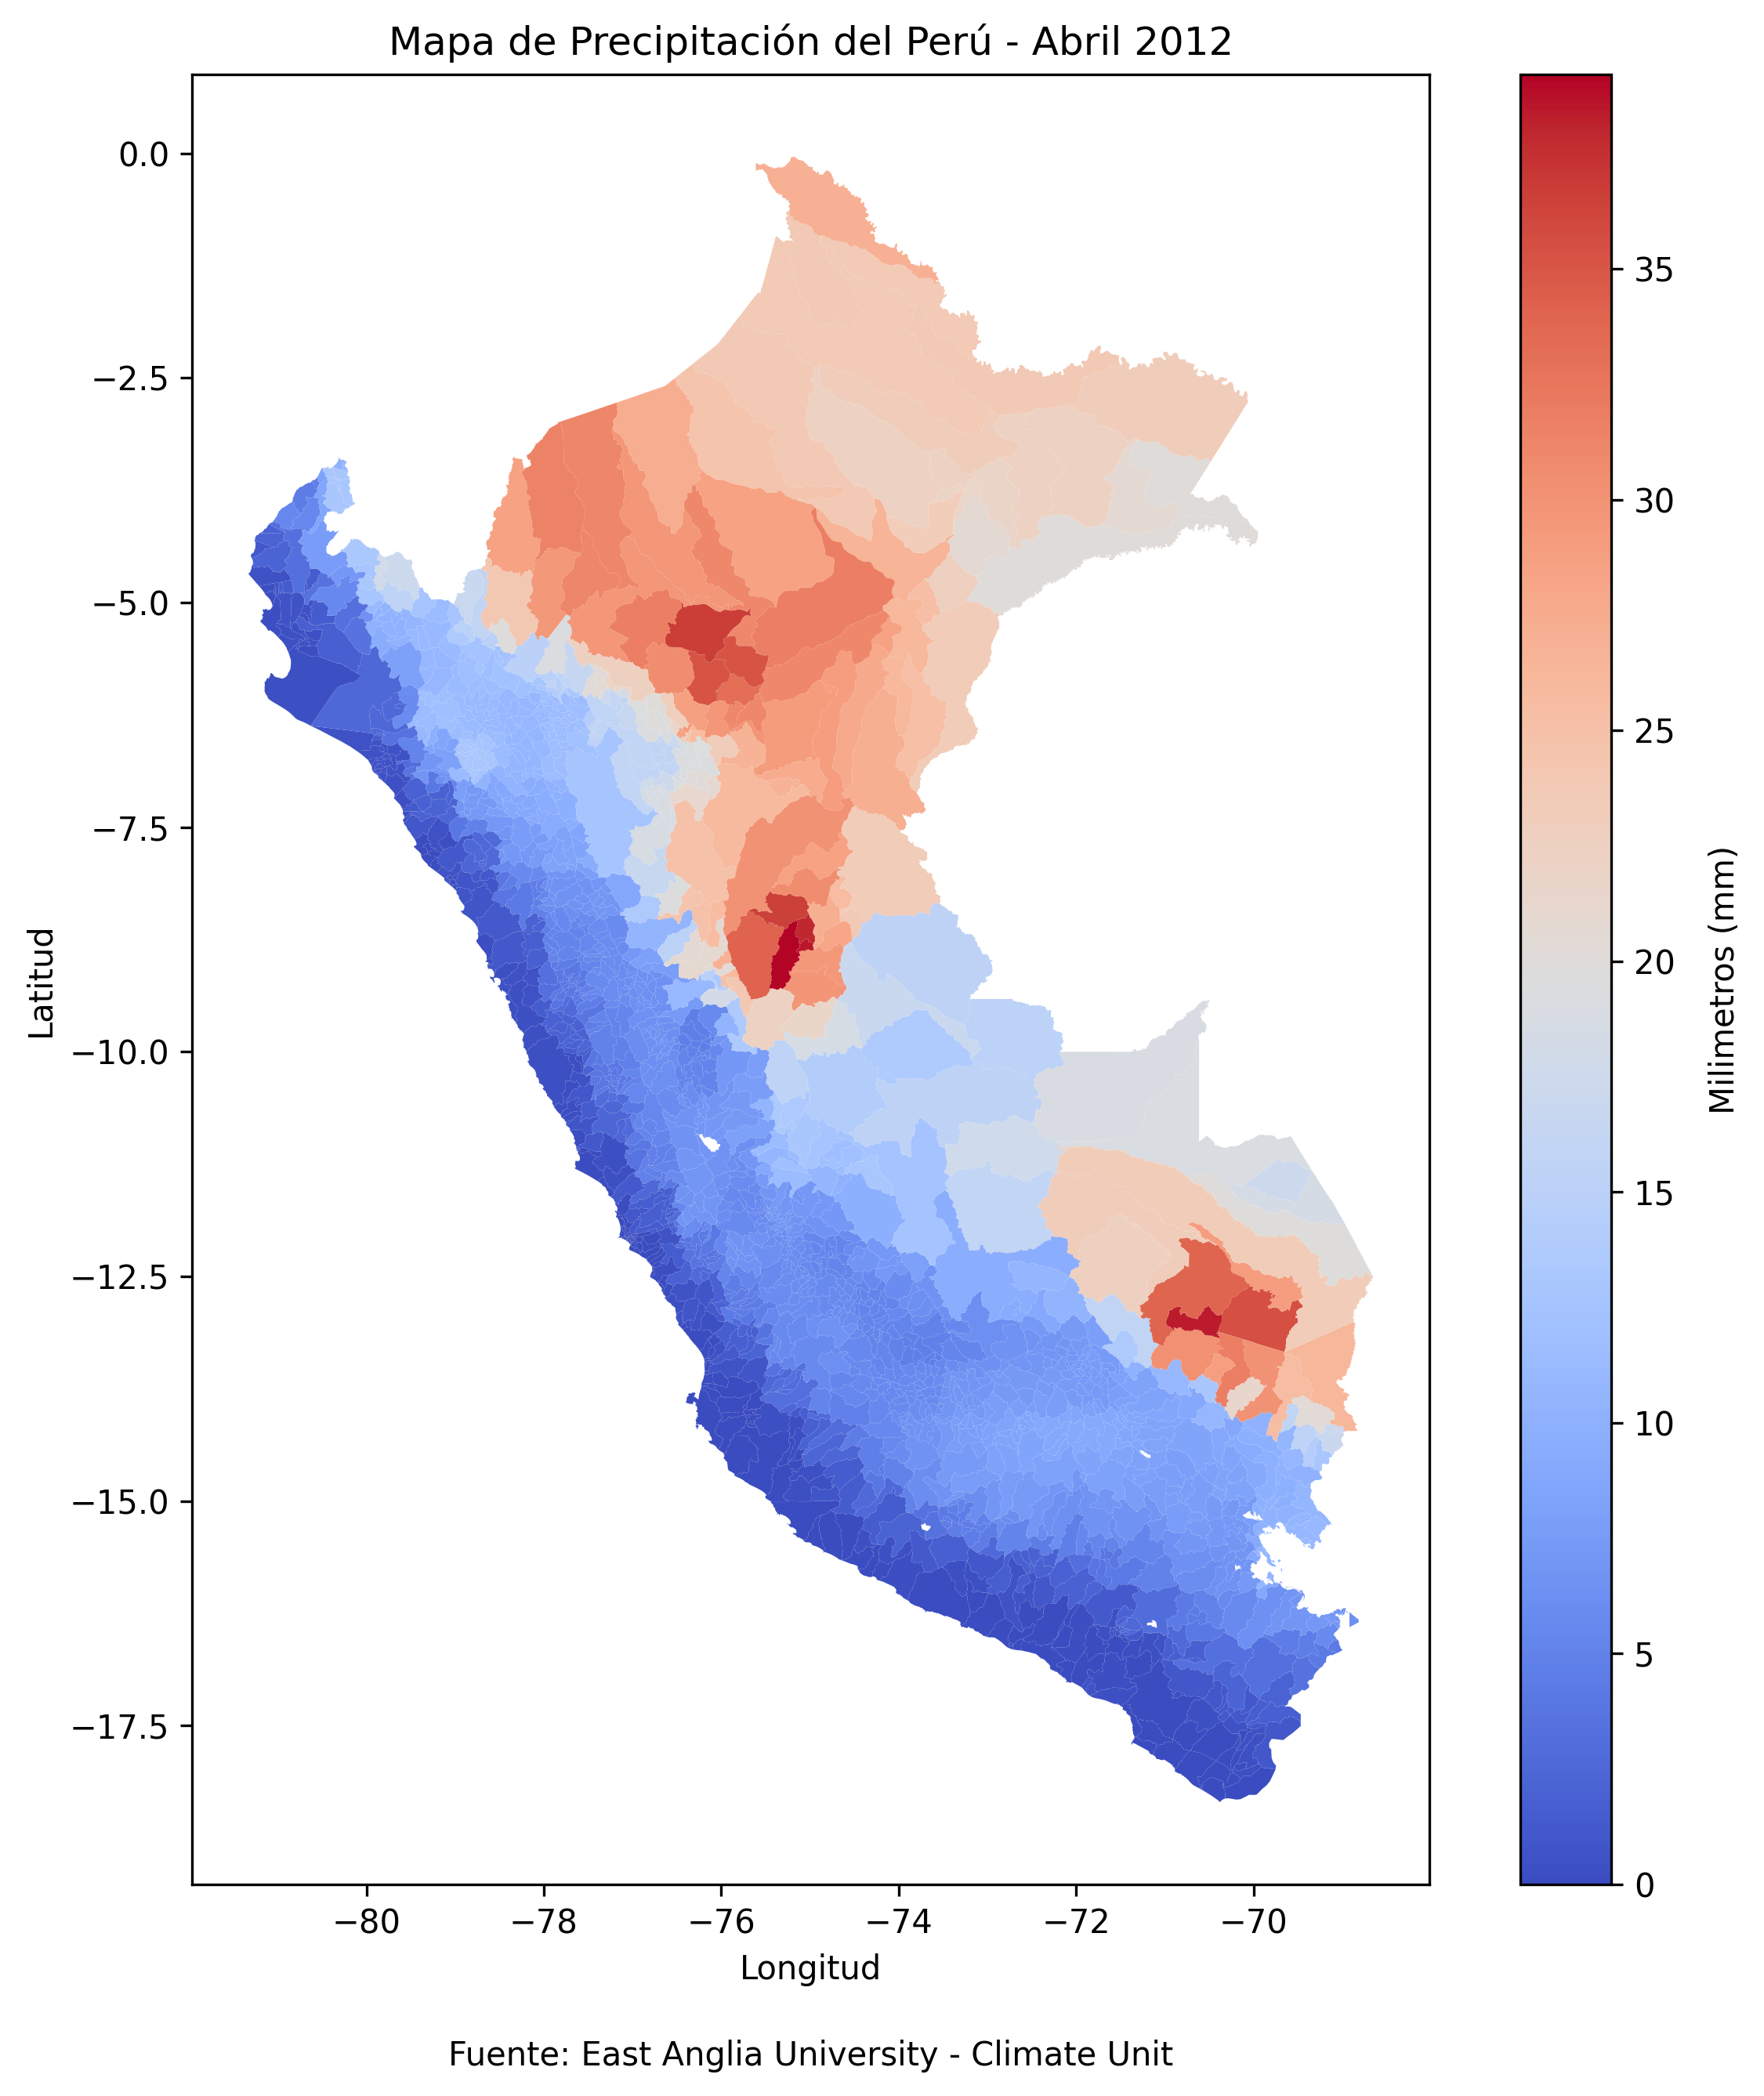 Mapa de Precipitación del Perú - Abril 2012
0.0
−2.5
−5.0
−7.5
−10.0
−12.5
−15.0
−17.5
Latitud
−80 −78 −76 −74 −72 −70
Longitud
35
30
25
20
15
10
5
0
Milimetros (mm)
Fuente: East Anglia University - Climate Unit